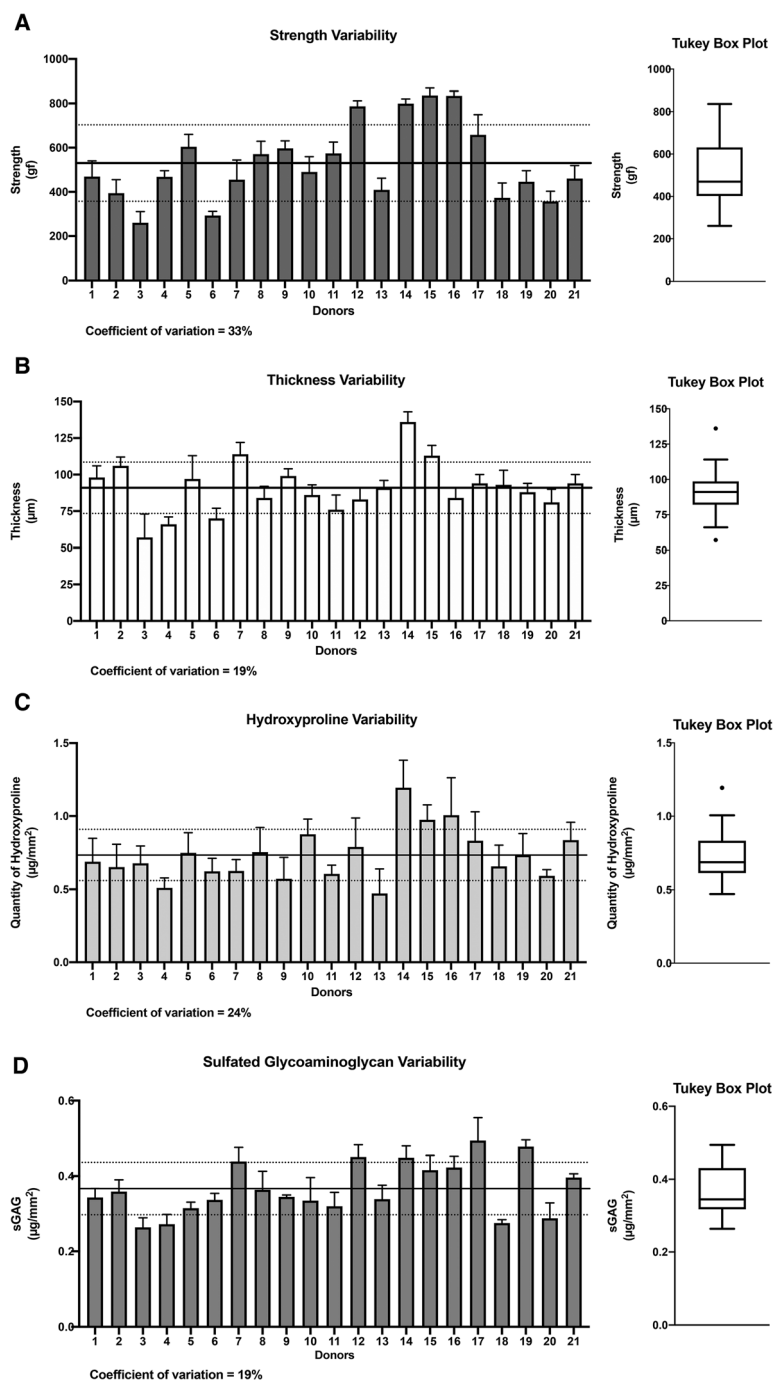 A
Strength Variability
Tukey Box Plot
Strength
(gf)
1000
800
600
400
200
0
1 2 3 4 5 6 7 8 9 10 11 12 13 14 15 16 17 18 19 20 21
Donors
Coefficient of variation = 33%
Strength
(gf)
1000
800
600
400
200
0
B
Thickness Variability
Tukey Box Plot
Thickness
(µm)
150
125
100
75
50
25
0
1 2 3 4 5 6 7 8 9 10 11 12 13 14 15 16 17 18 19 20 21
Donors
Coefficient of variation = 19%
Thickness
(µm)
150
125
100
75
50
25
0
C
Hydroxyproline Variability
Tukey Box Plot
Quantity of Hydroxyproline
(µg/mm²)
1.5
1.0
0.5
0.0
1 2 3 4 5 6 7 8 9 10 11 12 13 14 15 16 17 18 19 20 21
Donors
Coefficient of variation = 24%
Quantity of Hydroxyproline
(µg/mm²)
1.5
1.0
0.5
0.0
D
Sulfated Glycoaminoglycan Variability
Tukey Box Plot
sGAG
(µg/mm²)
0.6
0.4
0.2
0.0
1 2 3 4 5 6 7 8 9 10 11 12 13 14 15 16 17 18 19 20 21
Donors
Coefficient of variation = 19%
sGAG
(µg/mm²)
0.6
0.4
0.2
0.0